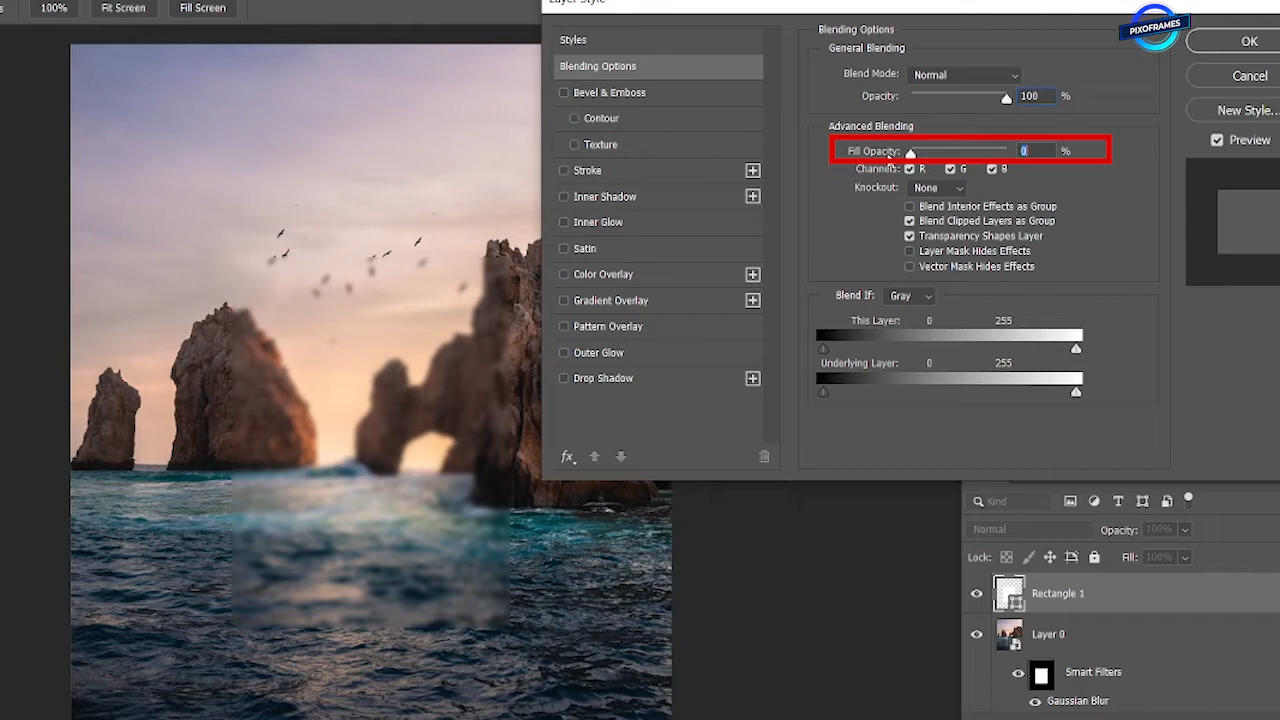 100%
Fit Screen
Fill Screen
Layer Style
PIXOFRAMES
Styles
Blending Options
Bevel & Emboss
Contour
Texture
Stroke
Inner Shadow
Inner Glow
Satin
Color Overlay
Gradient Overlay
Pattern Overlay
Outer Glow
Drop Shadow
fx
Blending Options
General Blending
Blend Mode: Normal
Opacity: 100 %
Advanced Blending
Fill Opacity: 0 %
Channels: R G B
Knockout: None
Blend Interior Effects as Group
Blend Clipped Layers as Group
Transparency Shapes Layer
Layer Mask Hides Effects
Vector Mask Hides Effects
Blend If: Gray
This Layer: 0 255
Underlying Layer: 0 255
OK
Cancel
New Style...
Preview
Kind
Normal Opacity: 100%
Lock: Fill: 100%
Rectangle 1
Layer 0
Smart Filters
Gaussian Blur